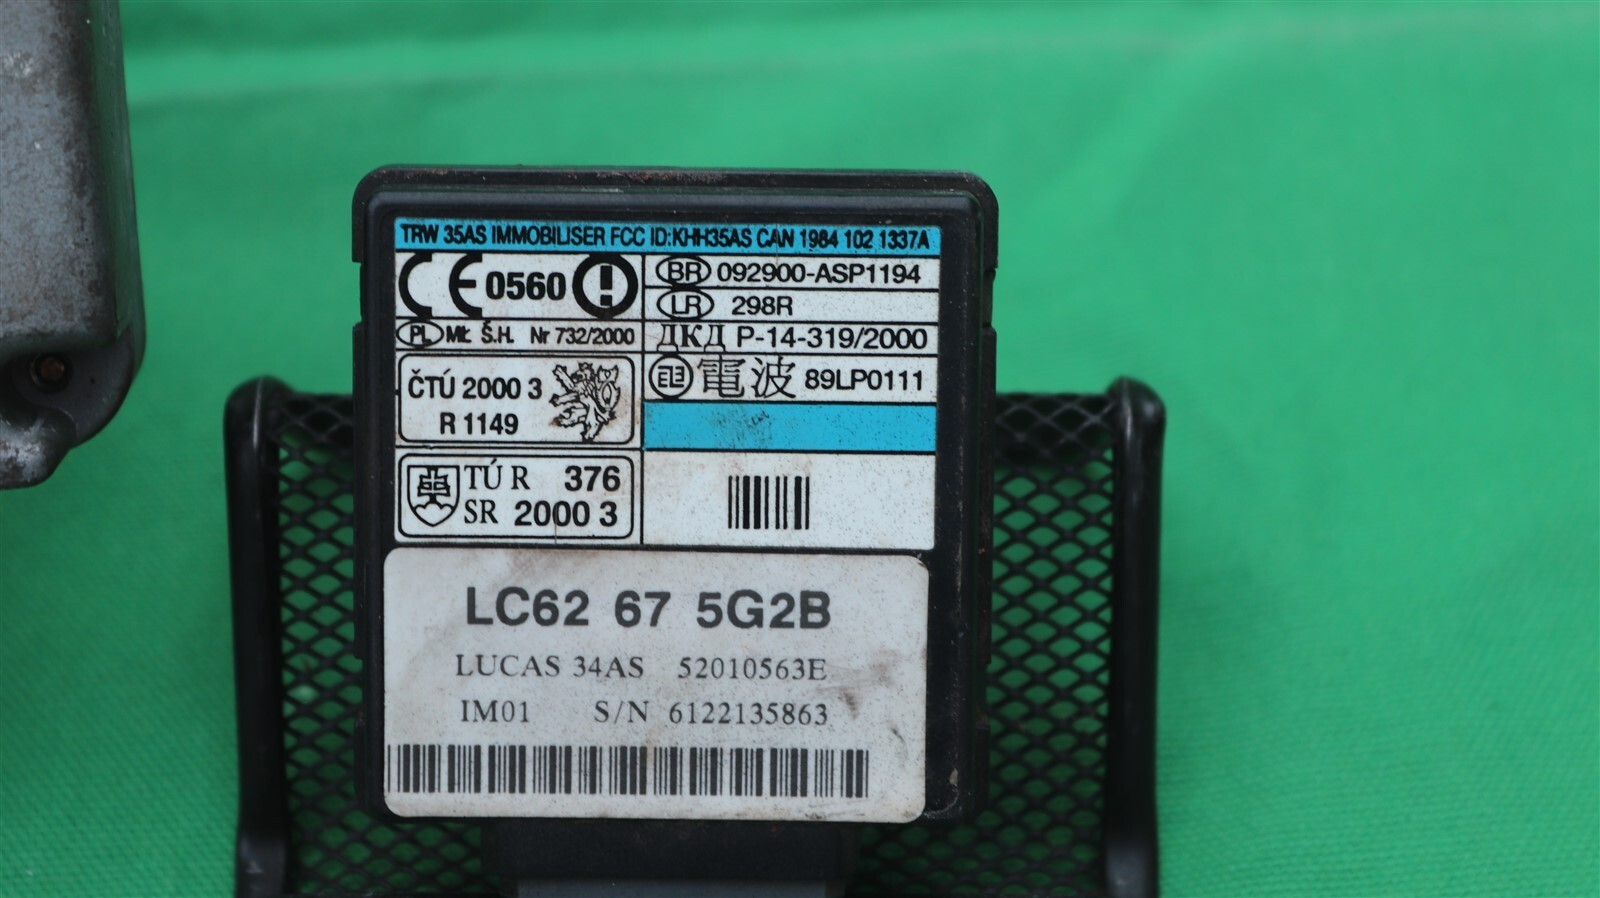 TRW 35AS IMMOBILISER FCC ID:KHH35AS CAN 1984 102 1337A
CE 0560
BR 092900-ASP1194
LR 298R
PL MŁ Ś.H. Nr 732/2000
ДКД P-14-319/2000
ČTÚ 2000 3
R 1149
電波 89LP0111
TÚ R 376
SR 2000 3
LC62 67 5G2B
LUCAS 34AS 52010563E
IM01 S/N 6122135863